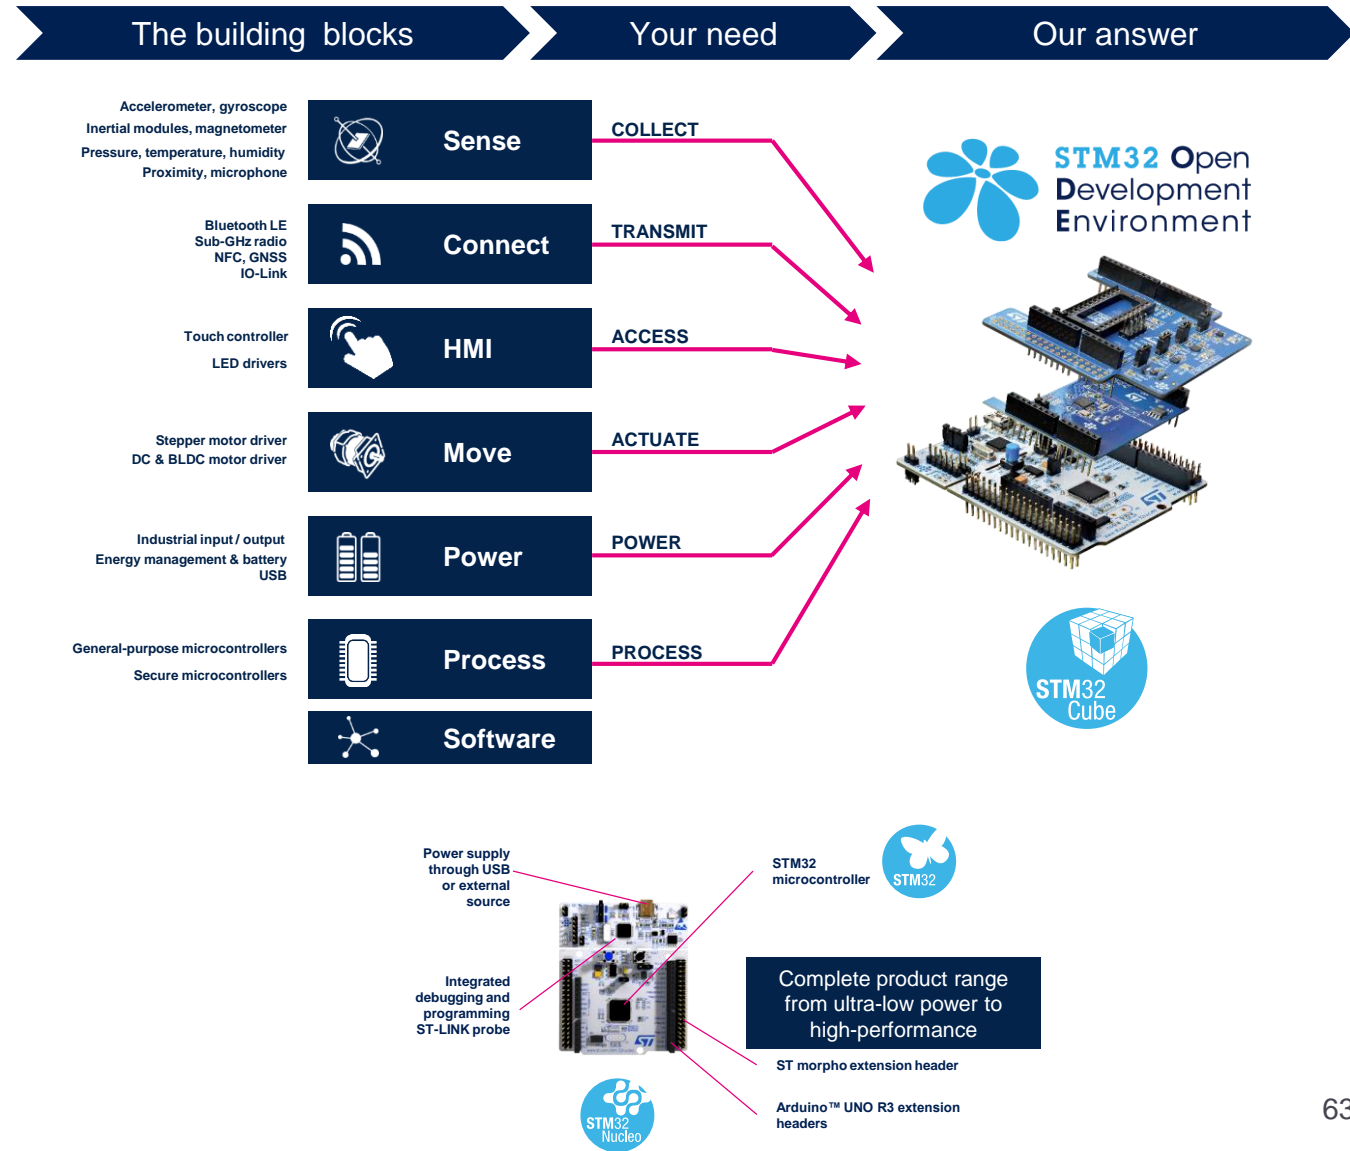 The building blocks
Your need
Our answer
Accelerometer, gyroscope
Inertial modules, magnetometer
Pressure, temperature, humidity
Proximity, microphone
Sense
COLLECT
STM32 Open
Development
Environment
Bluetooth LE
Sub-GHz radio
NFC, GNSS
IO-Link
Connect
TRANSMIT
Touch controller
LED drivers
HMI
ACCESS
Stepper motor driver
DC & BLDC motor driver
Move
ACTUATE
Industrial input / output
Energy management & battery
USB
Power
POWER
General-purpose microcontrollers
Secure microcontrollers
Process
PROCESS
STM32
Cube
Software
Power supply
through USB
or external
source
STM32
microcontroller
STM32
Integrated
debugging and
programming
ST-LINK probe
Complete product range
from ultra-low power to
high-performance
ST morpho extension header
Arduino™ UNO R3 extension
headers
STM32
Nucleo
63